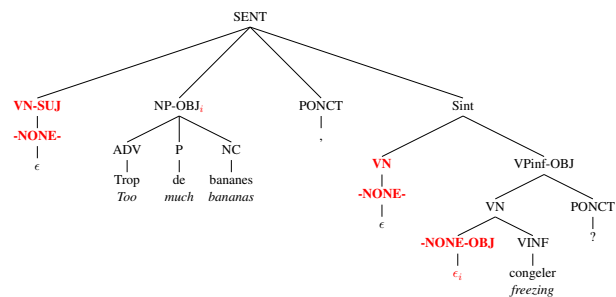 SENT
VN-SUJ NP-OBJi PONCT Sint
-NONE- ADV P NC , VN VPinf-OBJ
ϵ Trop de bananes -NONE- VN PONCT
Too much bananas ϵ -NONE-OBJ VINF ?
ϵi congeler
freezing